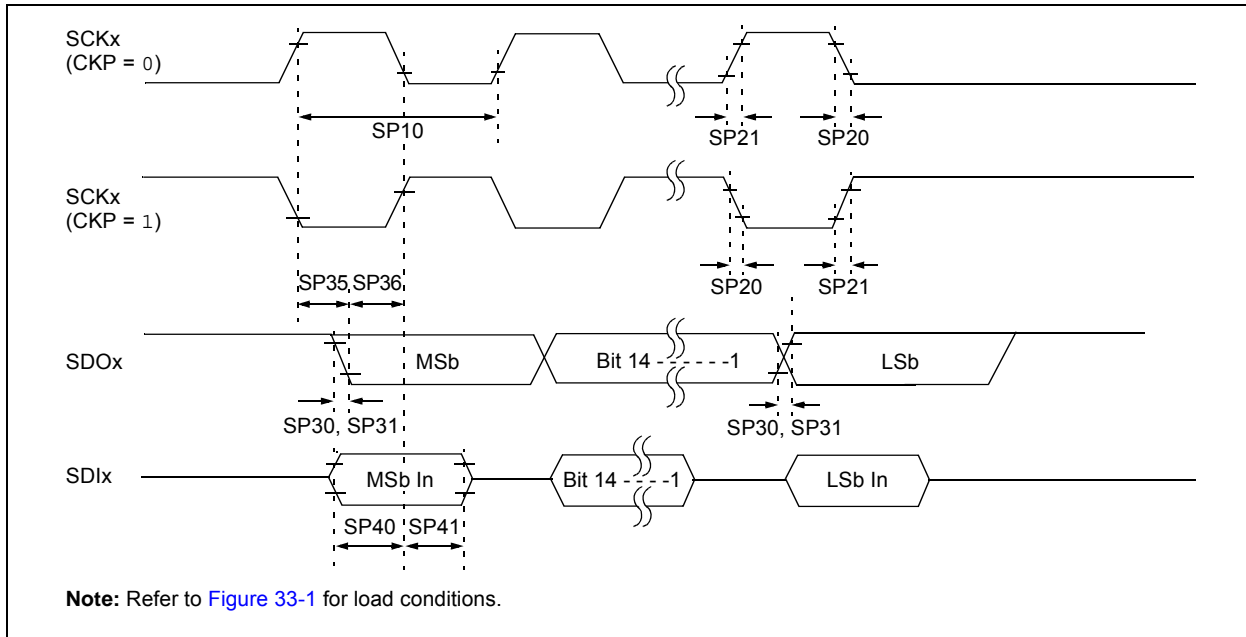 SCKx
(CKP = 0)
SP10
SP21
SP20
SCKx
(CKP = 1)
SP20
SP21
SP35
SP36
SDOx
MSb
Bit 14 - - - - - -1
LSb
SP30, SP31
SP30, SP31
SDIx
MSb In
Bit 14 - - - -1
LSb In
SP40
SP41
Note: Refer to Figure 33-1 for load conditions.